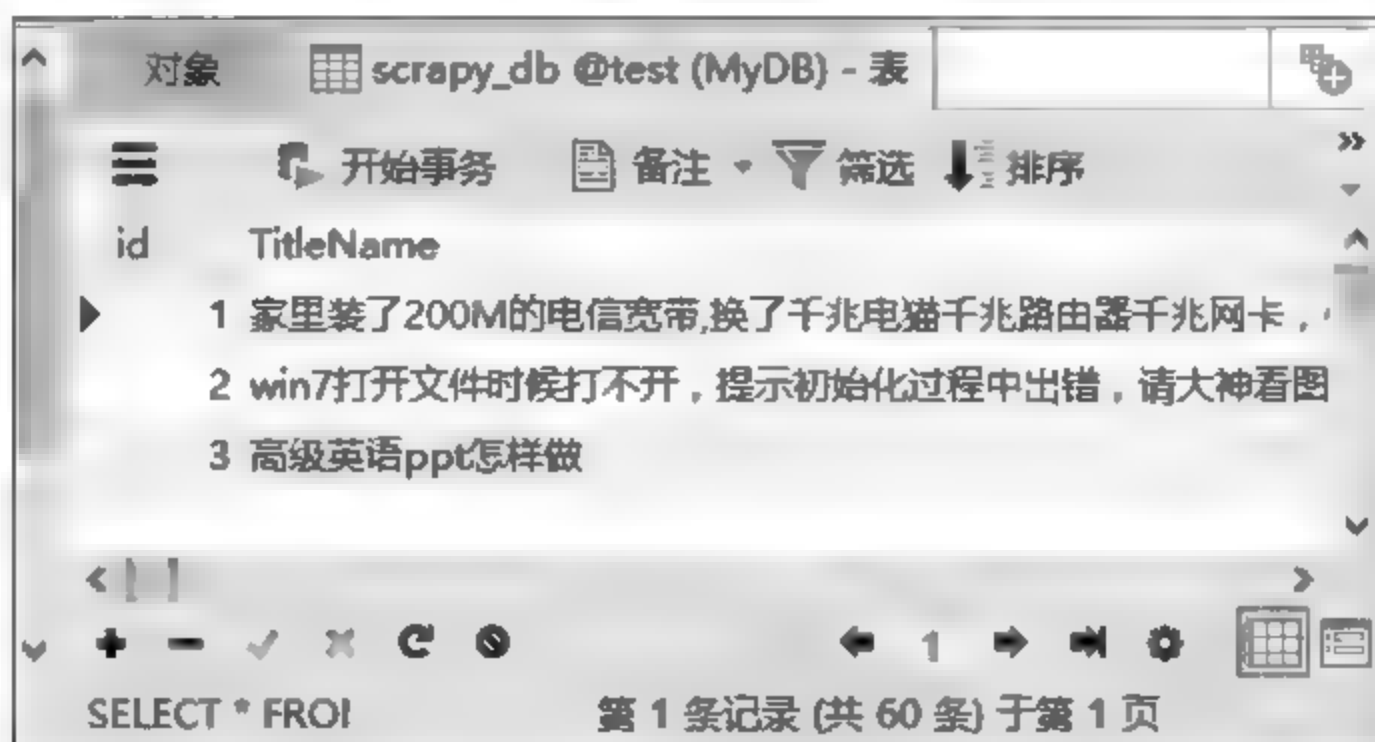 对象 scrapy_db @test (MyDB) - 表
开始事务 备注 筛选 排序
id TitleName
1 家里装了200M的电信宽带,换了千兆电猫千兆路由器千兆网卡，
2 win7打开文件时候打不开，提示初始化过程中出错，请大神看图
3 高级英语ppt怎样做
1
SELECT * FROI 第 1 条记录 (共 60 条) 于第 1 页